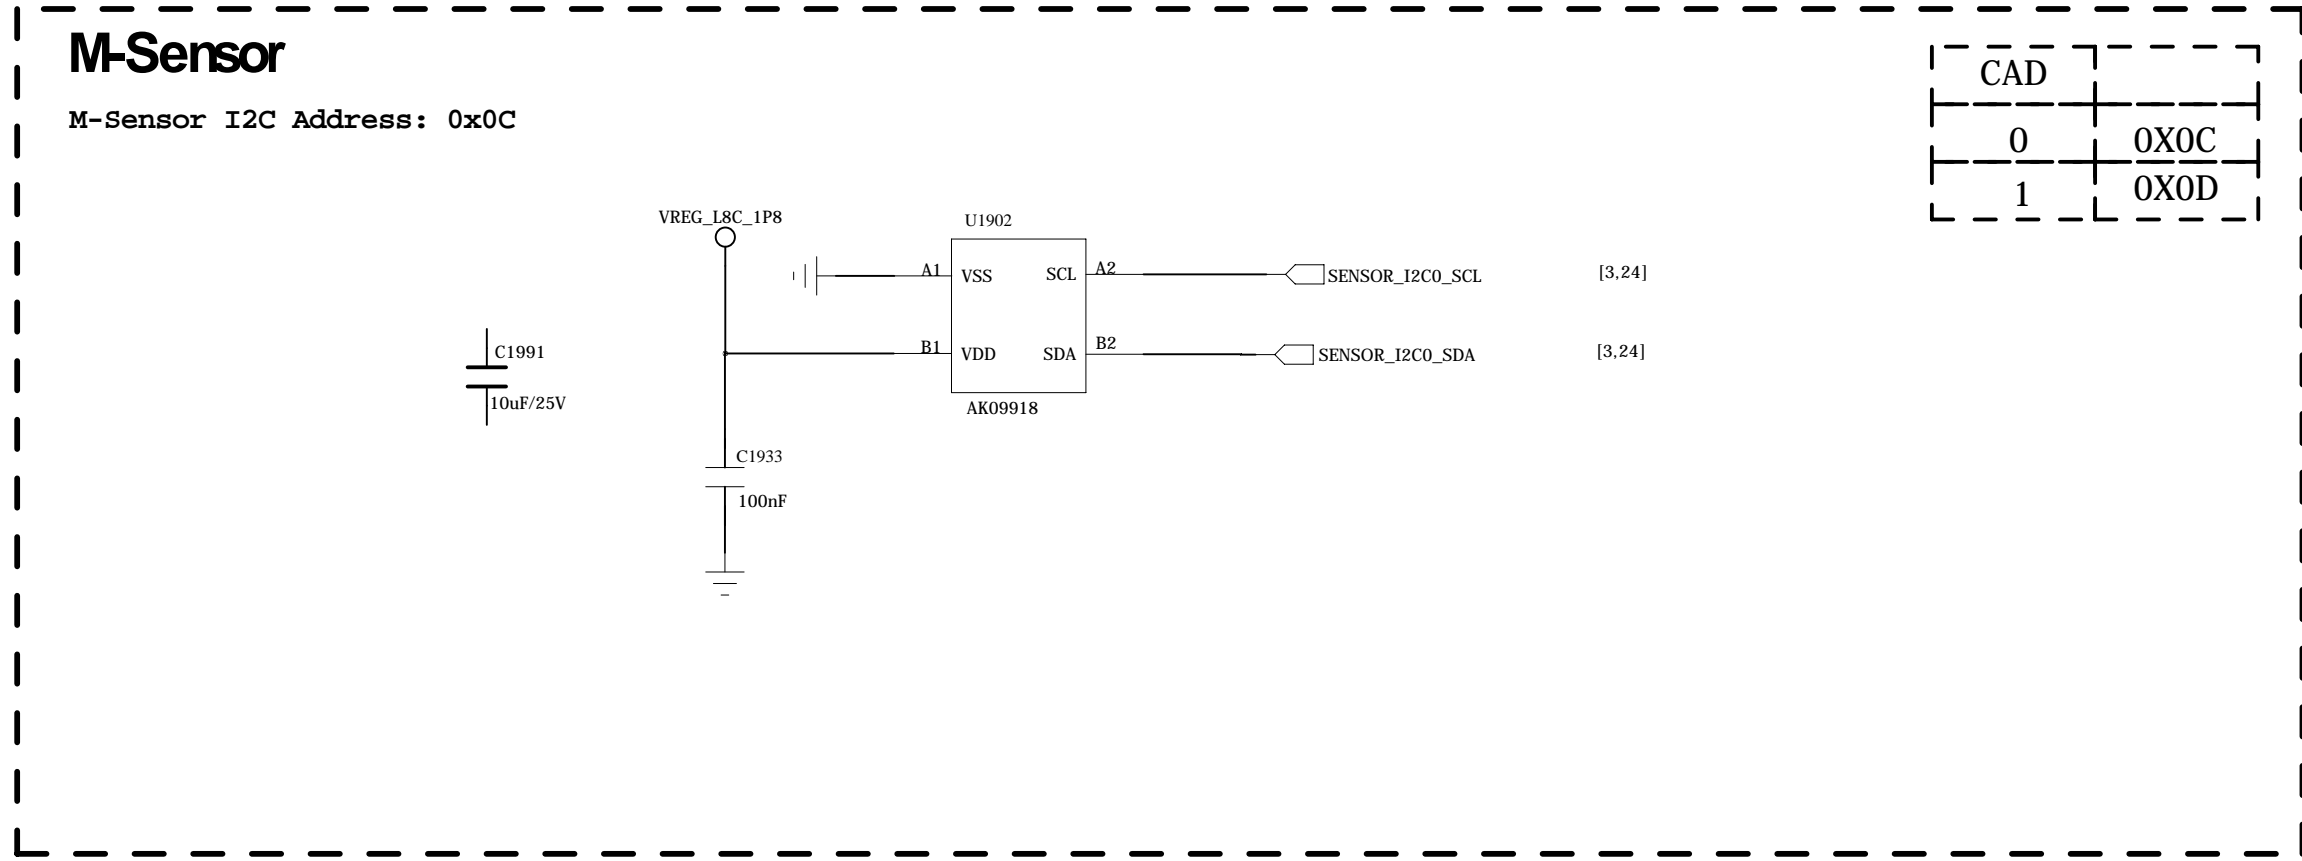 M-Sensor
M-Sensor I2C Address: 0x0C
CAD
0 0X0C
1 0X0D
VREG_L8C_1P8
U1902
A1 VSS SCL A2 SENSOR_I2C0_SCL [3,24]
B1 VDD SDA B2 SENSOR_I2C0_SDA [3,24]
AK09918
C1991
10uF/25V
C1933
100nF